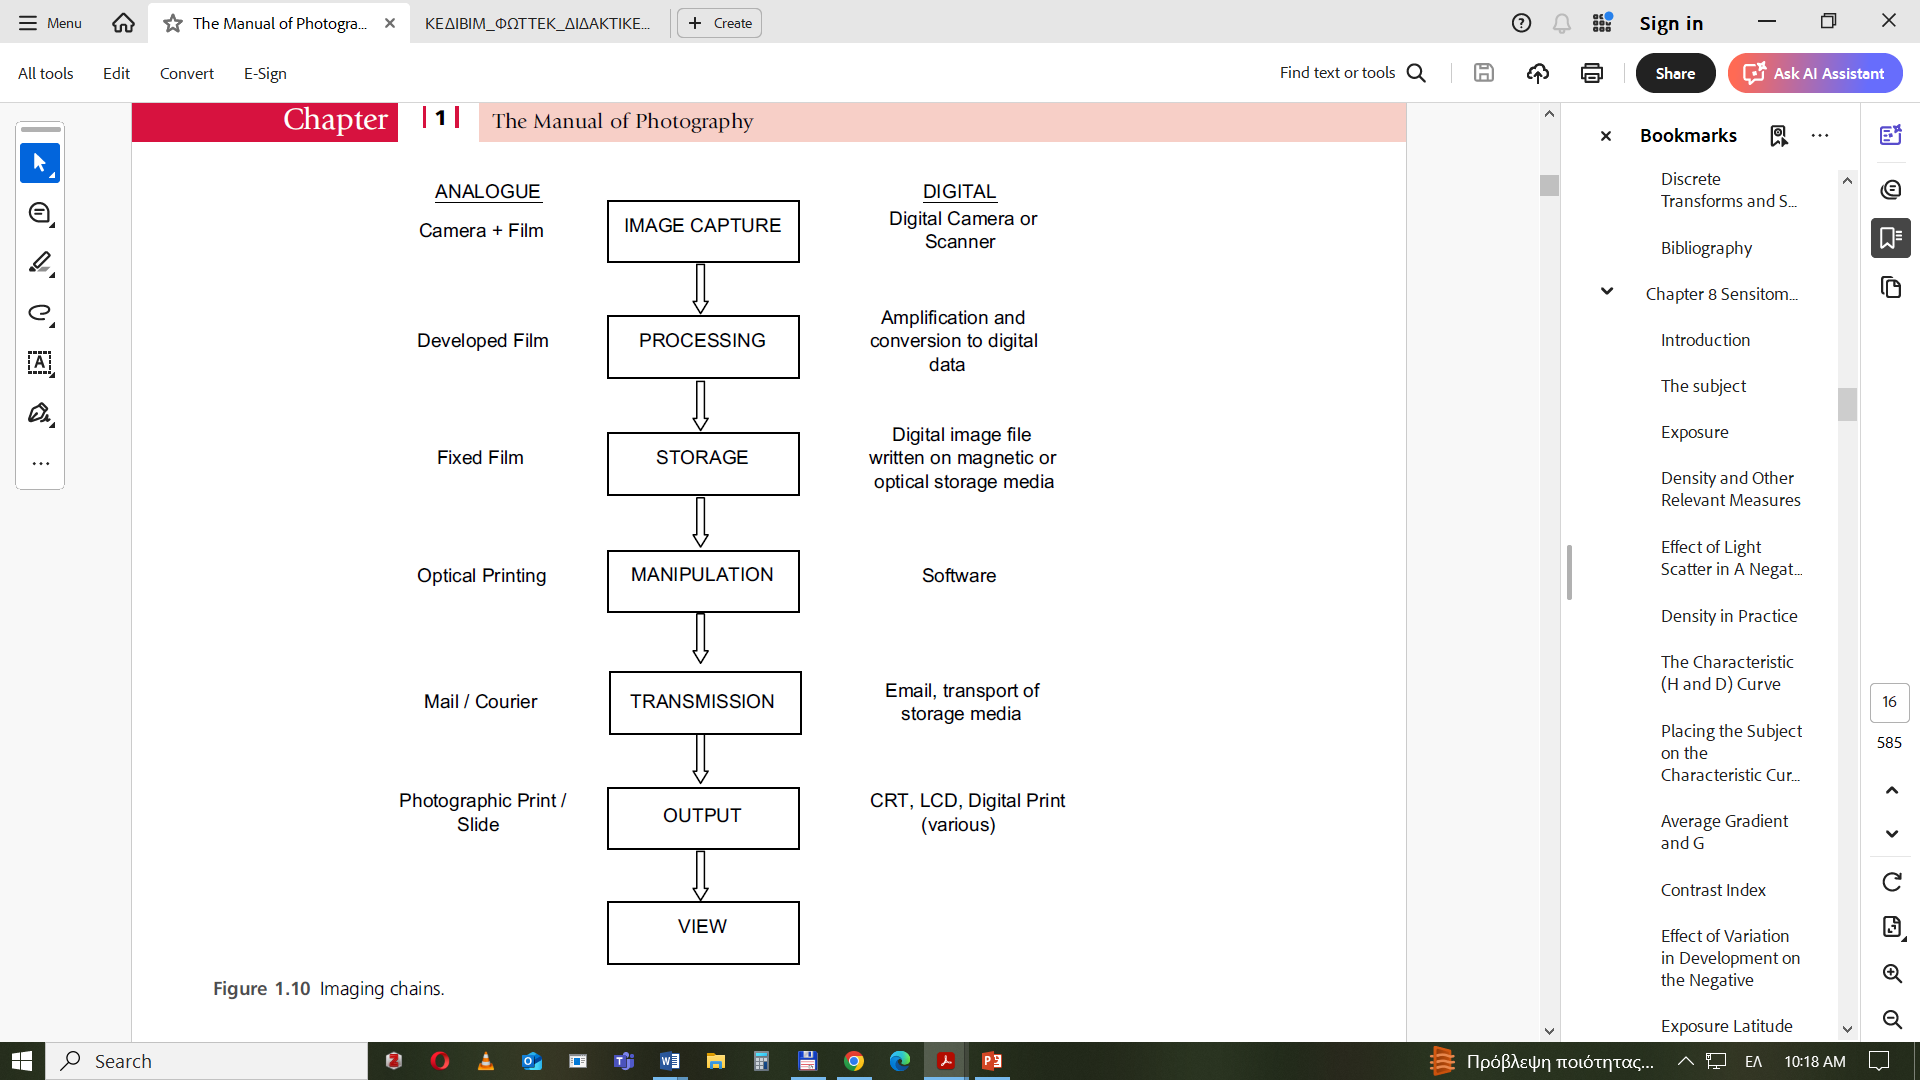 Menu
The Manual of Photogra...
ΚΕΔΙΒΙΜ_ΦΩΤΤΕΚ_ΔΙΔΑΚΤΙΚΕ...
Create
Sign in
All tools
Edit
Convert
E-Sign
Find text or tools
Share
Ask AI Assistant
Chapter
1
The Manual of Photography
ANALOGUE
DIGITAL
Camera + Film
IMAGE CAPTURE
Digital Camera or
Scanner
Developed Film
PROCESSING
Amplification and
conversion to digital
data
Fixed Film
STORAGE
Digital image file
written on magnetic or
optical storage media
Optical Printing
MANIPULATION
Software
Mail / Courier
TRANSMISSION
Email, transport of
storage media
Photographic Print /
Slide
OUTPUT
CRT, LCD, Digital Print
(various)
VIEW
Figure 1.10 Imaging chains.
Bookmarks
Discrete
Transforms and S...
Bibliography
Chapter 8 Sensitom...
Introduction
The subject
Exposure
Density and Other
Relevant Measures
Effect of Light
Scatter in A Negat...
Density in Practice
The Characteristic
(H and D) Curve
Placing the Subject
on the
Characteristic Cur...
Average Gradient
and G
Contrast Index
Effect of Variation
in Development on
the Negative
Exposure Latitude
16
585
Search
Πρόβλεψη ποιότητας...
ΕΛ
10:18 AM